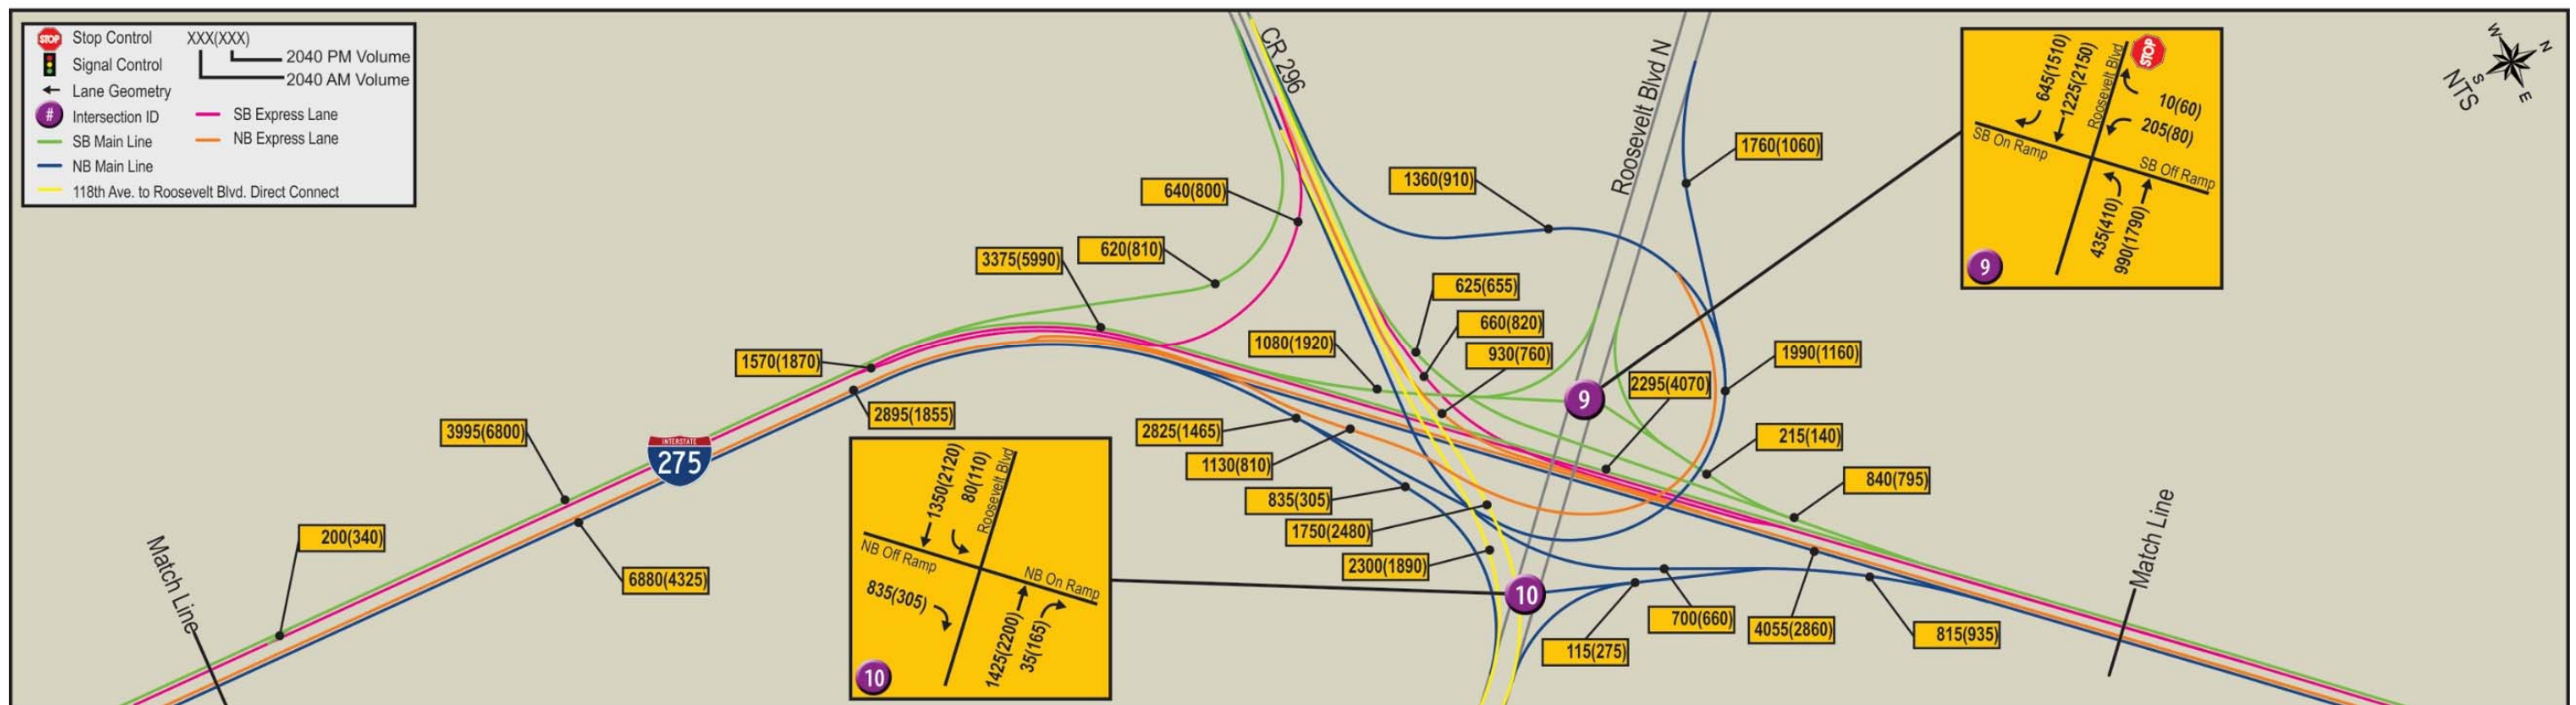 Stop Control
XXX(XXX)
2040 PM Volume
2040 AM Volume
Signal Control
Lane Geometry
# Intersection ID
SB Express Lane
SB Main Line
NB Express Lane
NB Main Line
118th Ave. to Roosevelt Blvd. Direct Connect
STOP
CR 296
Roosevelt Blvd N
W
N
S
E
NTS
645(1510)
1225(2150)
Roosevelt Blvd
STOP
10(60)
205(80)
SB On Ramp
SB Off Ramp
435(410)
990(1790)
9
1760(1060)
1360(910)
640(800)
620(810)
3375(5990)
625(655)
660(820)
930(760)
1080(1920)
1990(1160)
1570(1870)
2295(4070)
9
2895(1855)
3995(6800)
INTERSTATE
275
2825(1465)
1130(810)
215(140)
840(795)
835(305)
1750(2480)
2300(1890)
200(340)
6880(4325)
Match Line
Match Line
1350(2120)
80(110)
Roosevelt Blvd
NB Off Ramp
NB On Ramp
835(305)
1425(2200)
35(165)
10
10
115(275)
700(660)
4055(2860)
815(935)